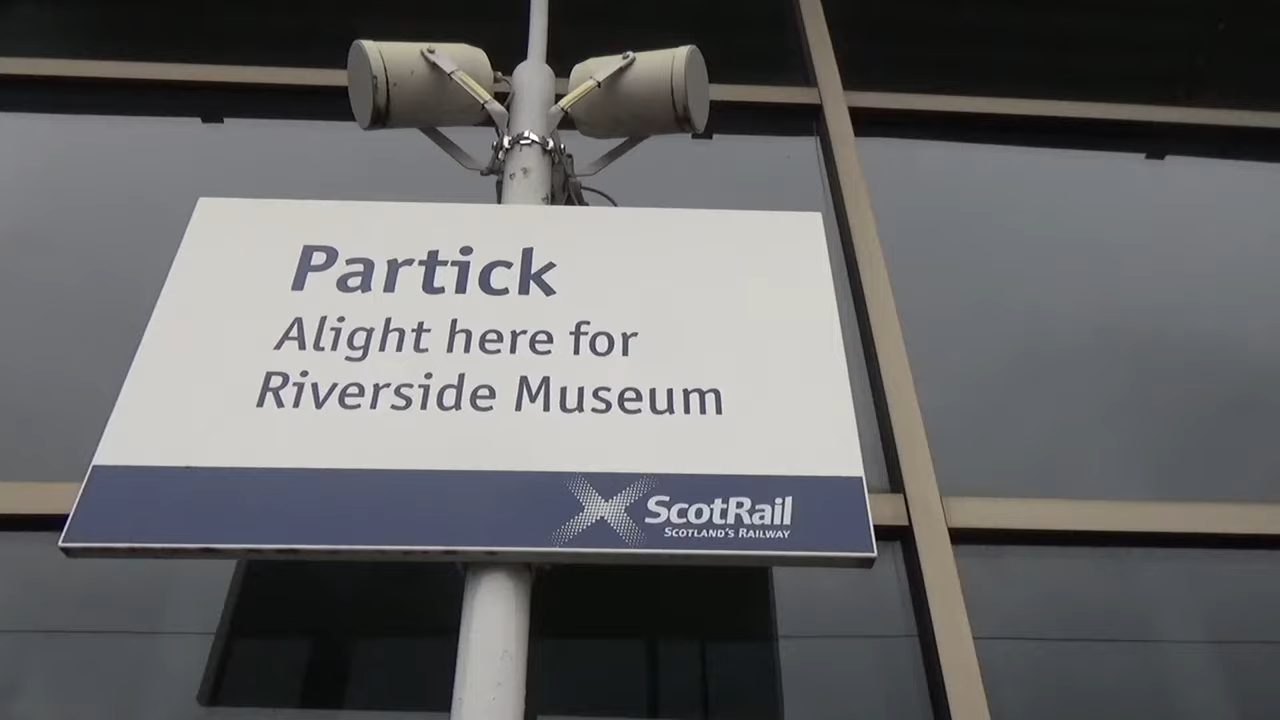 Partick
Alight here for
Riverside Museum
ScotRail
SCOTLAND'S RAILWAY